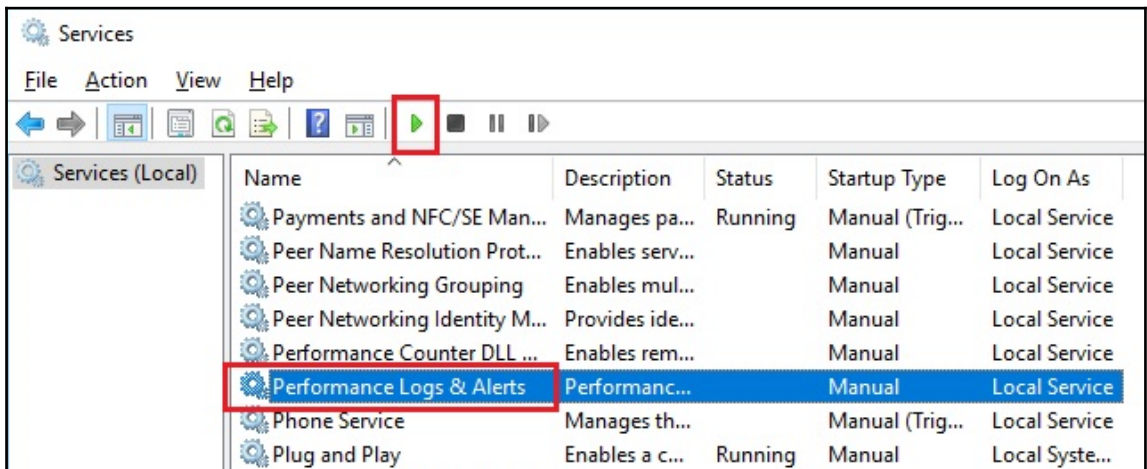 Services
File Action View Help
Services (Local)
Name Description Status Startup Type Log On As
Payments and NFC/SE Man... Manages pa... Running Manual (Trig... Local Service
Peer Name Resolution Prot... Enables serv... Manual Local Service
Peer Networking Grouping Enables mul... Manual Local Service
Peer Networking Identity M... Provides ide... Manual Local Service
Performance Counter DLL ... Enables rem... Manual Local Service
Performance Logs & Alerts Performanc... Manual Local Service
Phone Service Manages th... Manual (Trig... Local Service
Plug and Play Enables a c... Running Manual Local Syste...